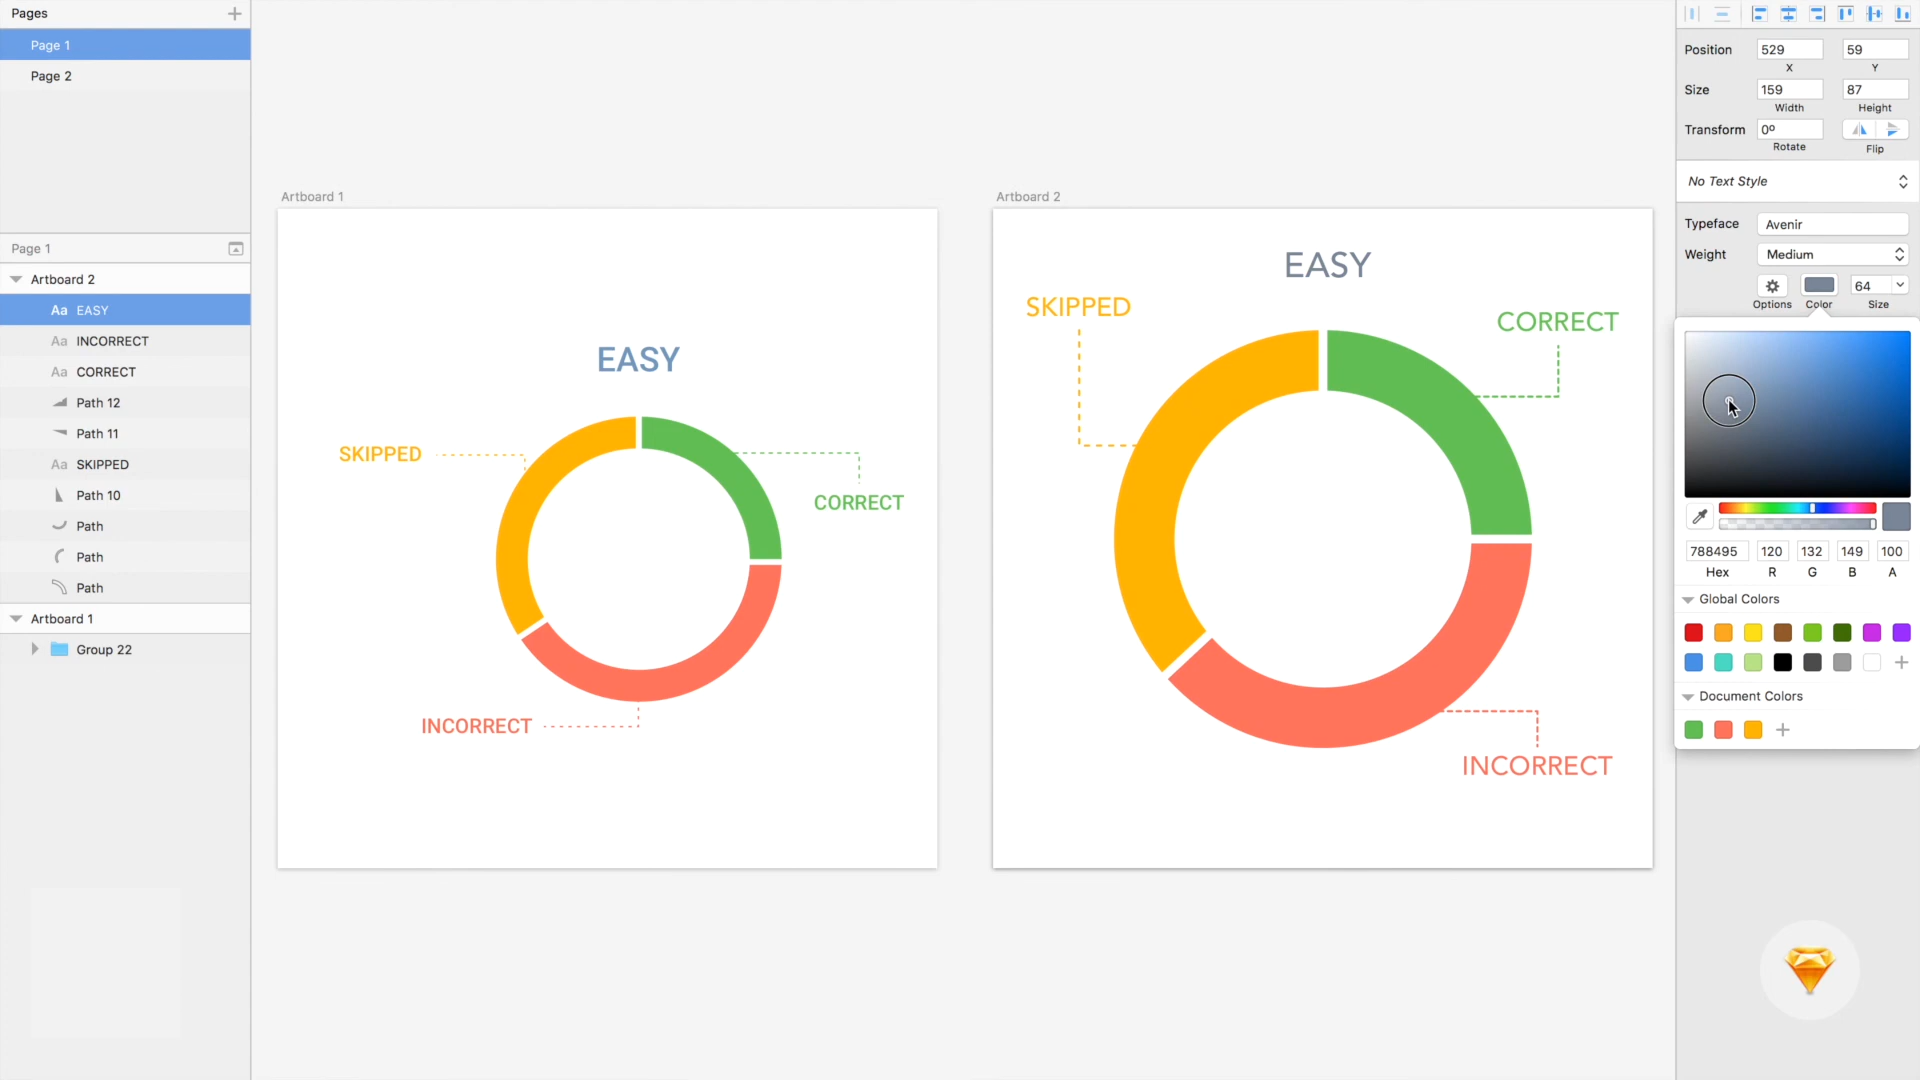 Pages
Page 1
Page 2
Page 1
Artboard 2
Aa EASY
Aa INCORRECT
Aa CORRECT
Path 12
Path 11
Aa SKIPPED
Path 10
Path
Path
Path
Artboard 1
Group 22
Artboard 1
EASY
SKIPPED
CORRECT
INCORRECT
Artboard 2
EASY
SKIPPED
CORRECT
INCORRECT
Position 529 59
X Y
Size 159 87
Width Height
Transform 0º
Rotate Flip
No Text Style
Typeface Avenir
Weight Medium
64
Options Color Size
788495 120 132 149 100
Hex R G B A
Global Colors
Document Colors